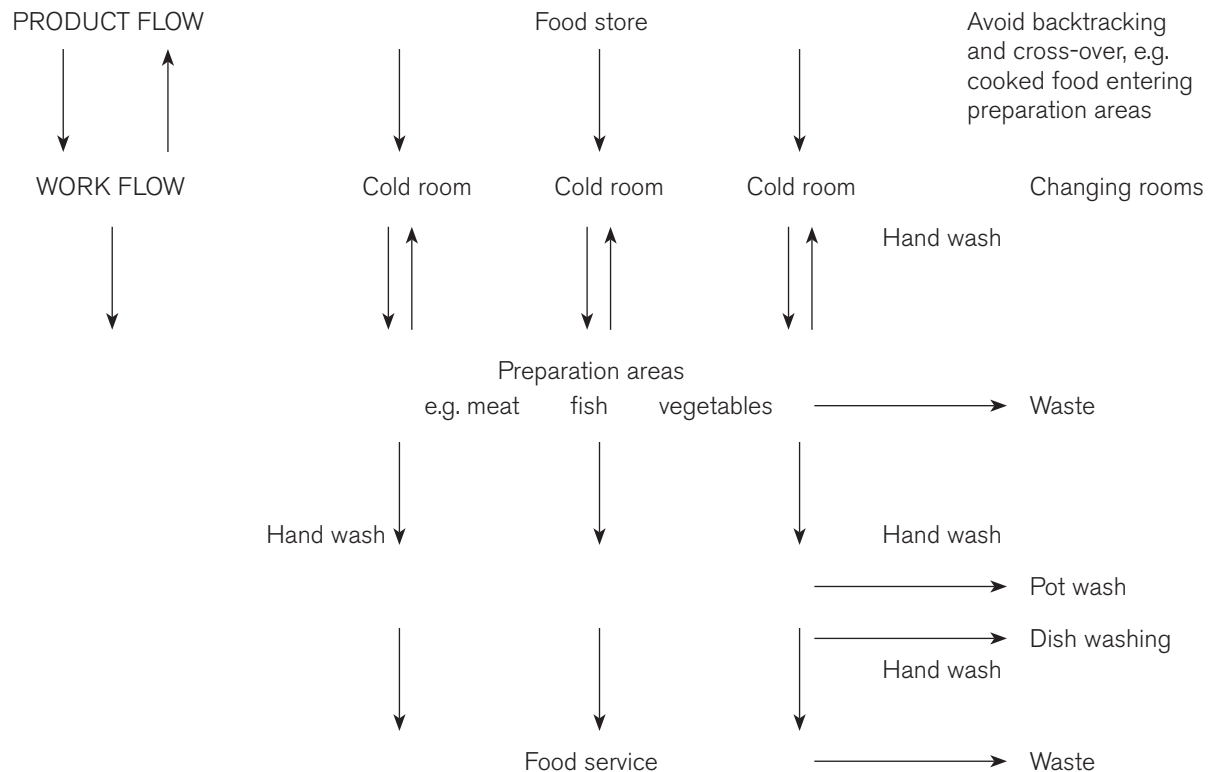 PRODUCT FLOW
Food store
Avoid backtracking
and cross-over, e.g.
cooked food entering
preparation areas
WORK FLOW
Cold room
Cold room
Cold room
Changing rooms
Hand wash
Preparation areas
e.g. meat fish vegetables
Waste
Hand wash
Hand wash
Pot wash
Dish washing
Hand wash
Food service
Waste